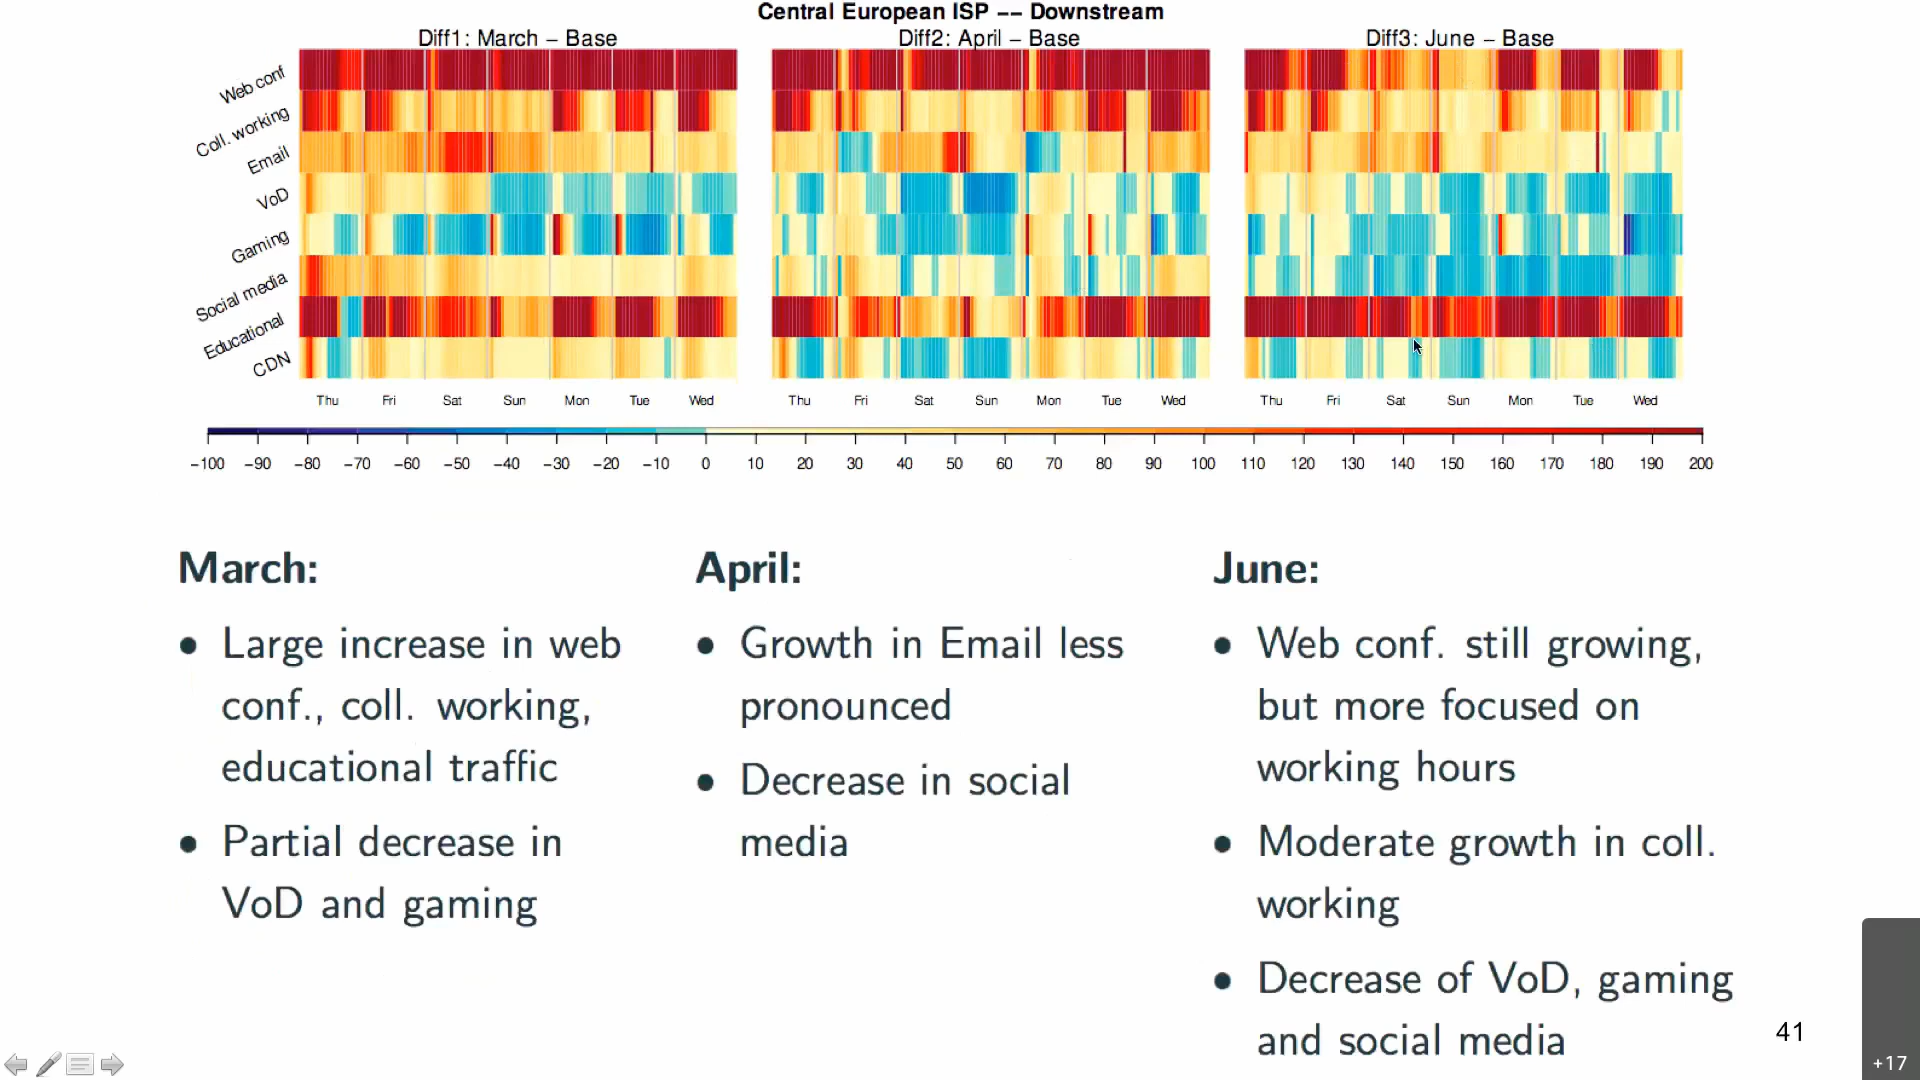 Central European ISP -- Downstream
Diff1: March – Base
Diff2: April – Base
Diff3: June – Base
Web conf
Coll. working
Email
VoD
Gaming
Social media
Educational
CDN
Thu Fri Sat Sun Mon Tue Wed
Thu Fri Sat Sun Mon Tue Wed
Thu Fri Sat Sun Mon Tue Wed
−100 −90 −80 −70 −60 −50 −40 −30 −20 −10 0 10 20 30 40 50 60 70 80 90 100 110 120 130 140 150 160 170 180 190 200
March:
• Large increase in web
conf., coll. working,
educational traffic
• Partial decrease in
VoD and gaming
April:
• Growth in Email less
pronounced
• Decrease in social
media
June:
• Web conf. still growing,
but more focused on
working hours
• Moderate growth in coll.
working
• Decrease of VoD, gaming
and social media
41
+17